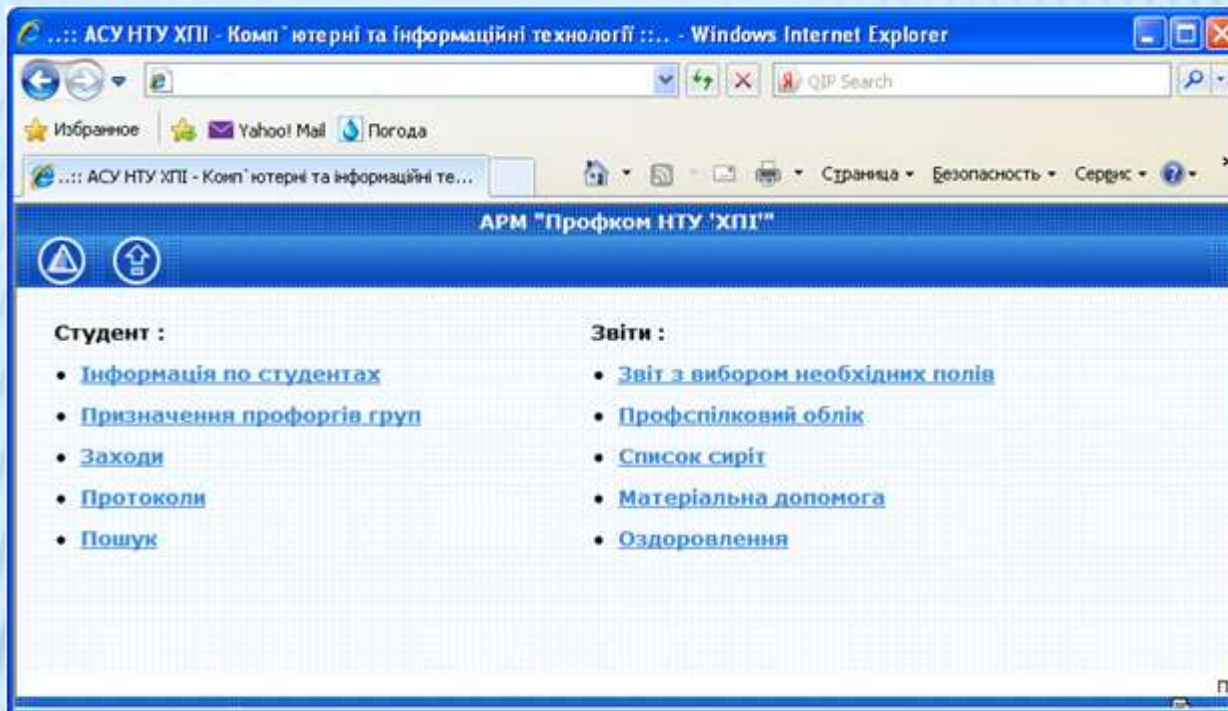 ..:: АСУ НТУ ХПІ - Комп`ютерні та інформаційні технології ::.. - Windows Internet Explorer
QIP Search
Избранное Yahoo! Mail Погода
..:: АСУ НТУ ХПІ - Комп`ютерні та інформаційні те... Страница Безопасность Сервис
АРМ "Профком НТУ 'ХПІ'"
Студент :
• Інформація по студентах
• Призначення профоргів груп
• Заходи
• Протоколи
• Пошук
Звіти :
• Звіт з вибором необхідних полів
• Профспілковий облік
• Список сиріт
• Матеріальна допомога
• Оздоровлення